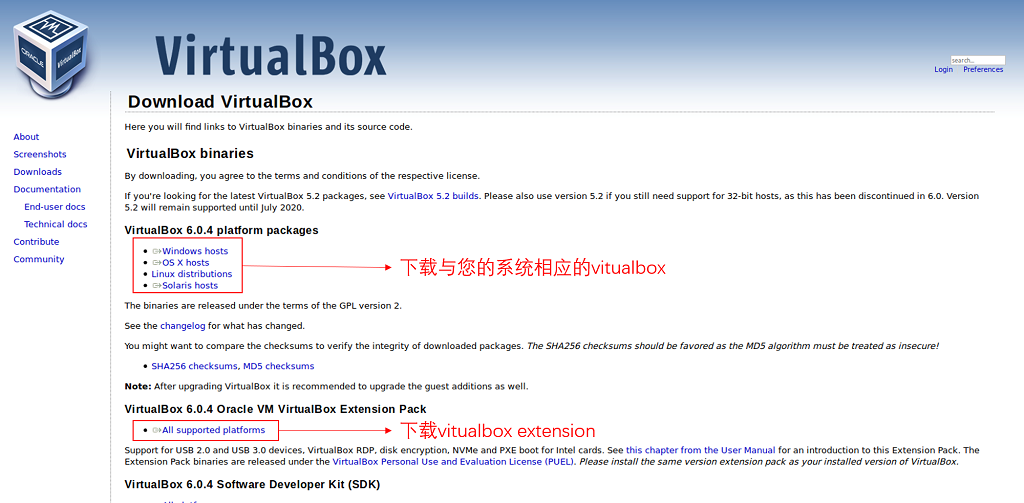 VM
ORACLE
VirtualBox
VirtualBox
search...
Login Preferences
Download VirtualBox
Here you will find links to VirtualBox binaries and its source code.
About
Screenshots
Downloads
Documentation
End-user docs
Technical docs
Contribute
Community
VirtualBox binaries
By downloading, you agree to the terms and conditions of the respective license.
If you're looking for the latest VirtualBox 5.2 packages, see VirtualBox 5.2 builds. Please also use version 5.2 if you still need support for 32-bit hosts, as this has been discontinued in 6.0. Version
5.2 will remain supported until July 2020.
VirtualBox 6.0.4 platform packages
Windows hosts
OS X hosts
Linux distributions
Solaris hosts
下载与您的系统相应的vitualbox
The binaries are released under the terms of the GPL version 2.
See the changelog for what has changed.
You might want to compare the checksums to verify the integrity of downloaded packages. The SHA256 checksums should be favored as the MD5 algorithm must be treated as insecure!
SHA256 checksums, MD5 checksums
Note: After upgrading VirtualBox it is recommended to upgrade the guest additions as well.
VirtualBox 6.0.4 Oracle VM VirtualBox Extension Pack
All supported platforms
下载vitualbox extension
Support for USB 2.0 and USB 3.0 devices, VirtualBox RDP, disk encryption, NVMe and PXE boot for Intel cards. See this chapter from the User Manual for an introduction to this Extension Pack. The
Extension Pack binaries are released under the VirtualBox Personal Use and Evaluation License (PUEL). Please install the same version extension pack as your installed version of VirtualBox.
VirtualBox 6.0.4 Software Developer Kit (SDK)